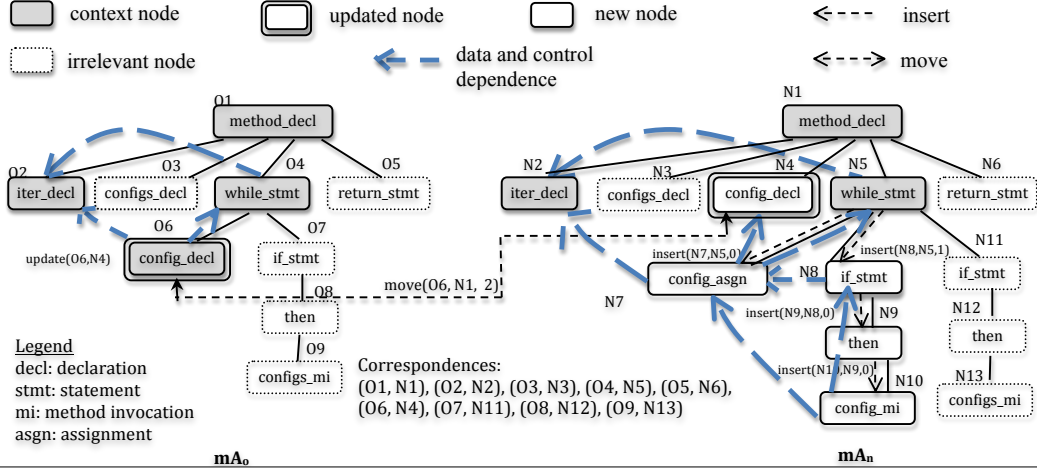 context node
updated node
new node
insert
irrelevant node
data and control
dependence
move
O1
method_decl
O2
O3
O4
O5
iter_decl
configs_decl
while_stmt
return_stmt
O6
O7
update(O6,N4)
config_decl
if_stmt
move(O6, N1, 2)
O8
then
O9
configs_mi
N1
method_decl
N2
N3
N4
N5
N6
iter_decl
configs_decl
config_decl
while_stmt
return_stmt
insert(N7,N5,0)
insert(N8,N5,1)
N11
config_asgn
N8
if_stmt
if_stmt
N7
insert(N9,N8,0)
N9
N12
then
then
insert(N10,N9,0)
N10
N13
config_mi
configs_mi
Legend
decl: declaration
stmt: statement
mi: method invocation
asgn: assignment
Correspondences:
(O1, N1), (O2, N2), (O3, N3), (O4, N5), (O5, N6),
(O6, N4), (O7, N11), (O8, N12), (O9, N13)
mAo
mAn